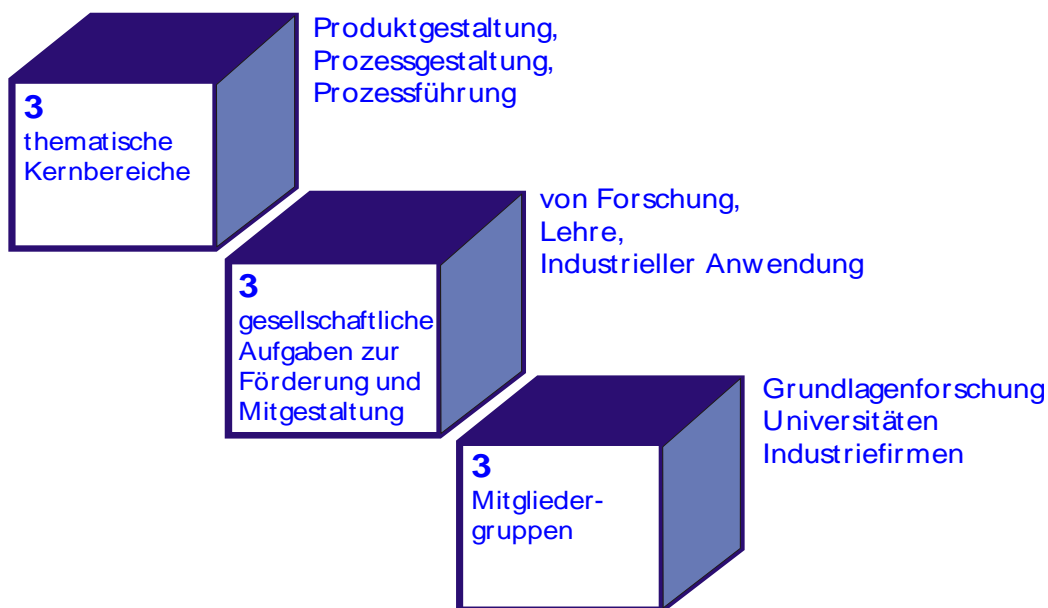 Produktgestaltung,
Prozessgestaltung,
Prozessführung
3
thematische
Kernbereiche
von Forschung,
Lehre,
Industrieller Anwendung
3
gesellschaftliche
Aufgaben zur
Förderung und
Mitgestaltung
Grundlagenforschung
Universitäten
Industriefirmen
3
Mitglieder-
gruppen